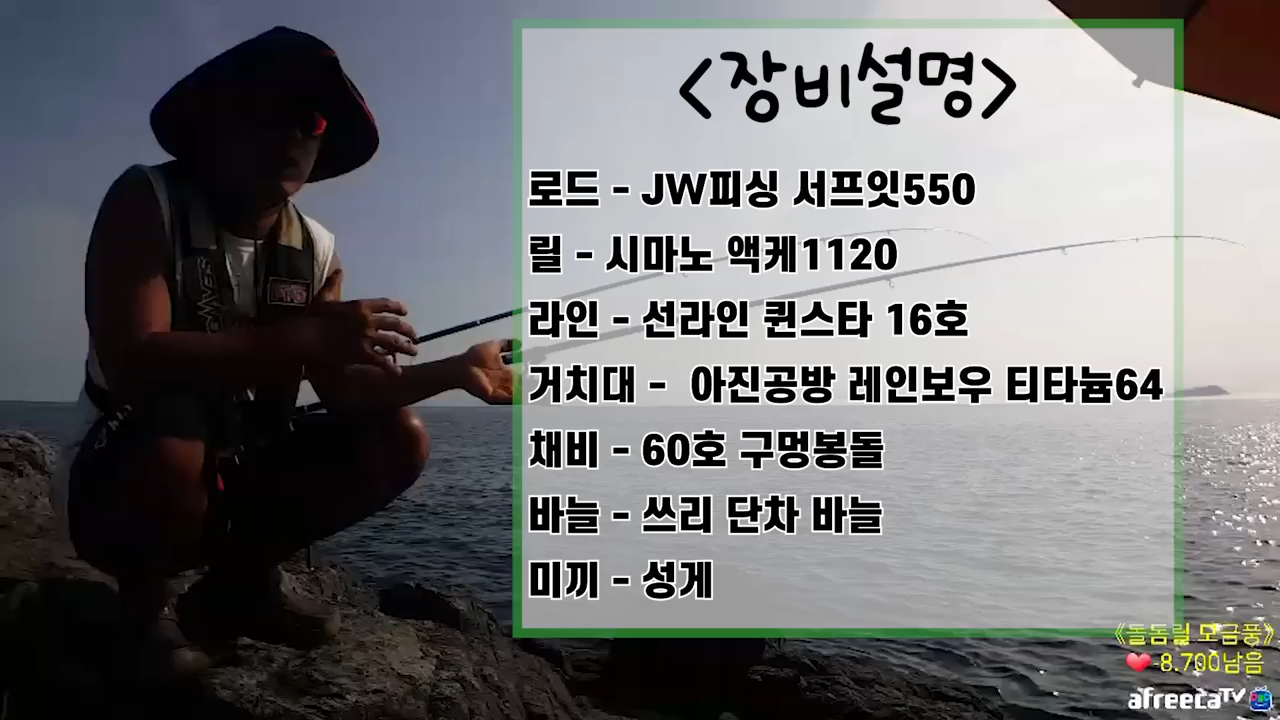 <장비설명>
로드 - JW피싱 서프잇550
릴 - 시마노 액케1120
라인 - 선라인 퀸스타 16호
거치대 - 아진공방 레인보우 티타늄64
채비 - 60호 구멍봉돌
바늘 - 쓰리 단차 바늘
미끼 - 성게
《돌돔릴 모금풍》
❤-8.700남음
afreecaTV